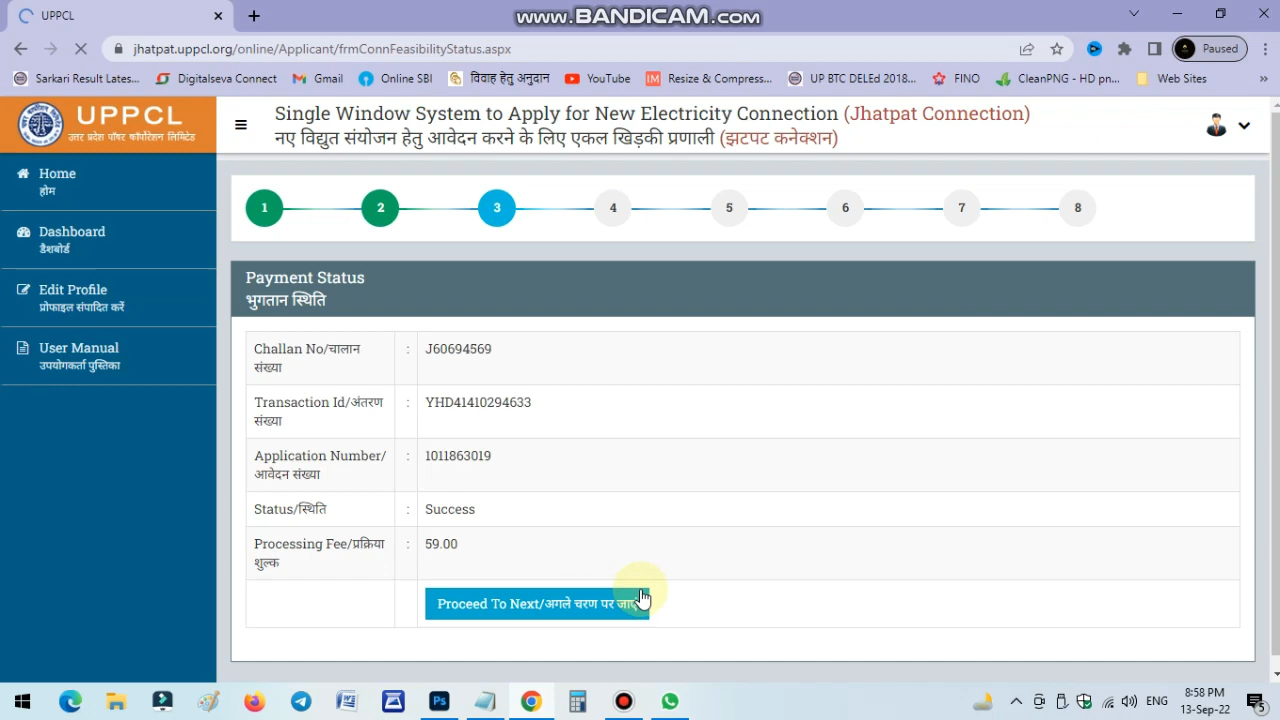 UPPCL
www.BANDICAM.com
jhatpat.uppcl.org/online/Applicant/frmConnFeasibilityStatus.aspx
Paused
Sarkari Result Lates...
Digitalseva Connect
Gmail
Online SBI
विवाह हेतु अनुदान
YouTube
Resize & Compress...
UP BTC DELEd 2018...
FINO
CleanPNG - HD pn...
Web Sites
UPPCL
उत्तर प्रदेश पॉवर कॉर्पोरेशन लिमिटेड
Single Window System to Apply for New Electricity Connection (Jhatpat Connection)
नए विद्युत संयोजन हेतु आवेदन करने के लिए एकल खिड़की प्रणाली (झटपट कनेक्शन)
Home
होम
Dashboard
डैशबोर्ड
Edit Profile
प्रोफाइल संपादित करें
User Manual
उपयोगकर्ता पुस्तिका
1 2 3 4 5 6 7 8
Payment Status
भुगतान स्थिति
Challan No/चालान संख्या : J60694569
Transaction Id/अंतरण संख्या : YHD41410294633
Application Number/आवेदन संख्या : 1011863019
Status/स्थिति : Success
Processing Fee/प्रक्रिया शुल्क : 59.00
Proceed To Next/अगले चरण पर
ENG
8:58 PM
13-Sep-22
5